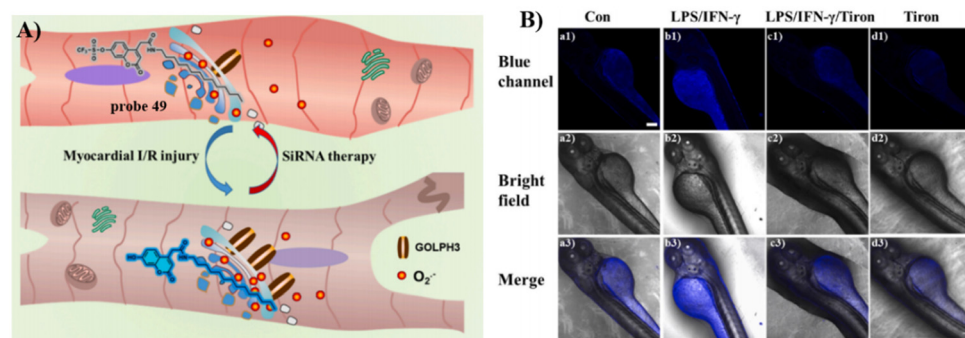 A)
probe 49
Myocardial I/R injury
SiRNA therapy
GOLPH3
O₂·⁻
B)
Con
LPS/IFN-γ
LPS/IFN-γ/Tiron
Tiron
Blue
channel
a1)
b1)
c1)
d1)
Bright
field
a2)
b2)
c2)
d2)
Merge
a3)
b3)
c3)
d3)